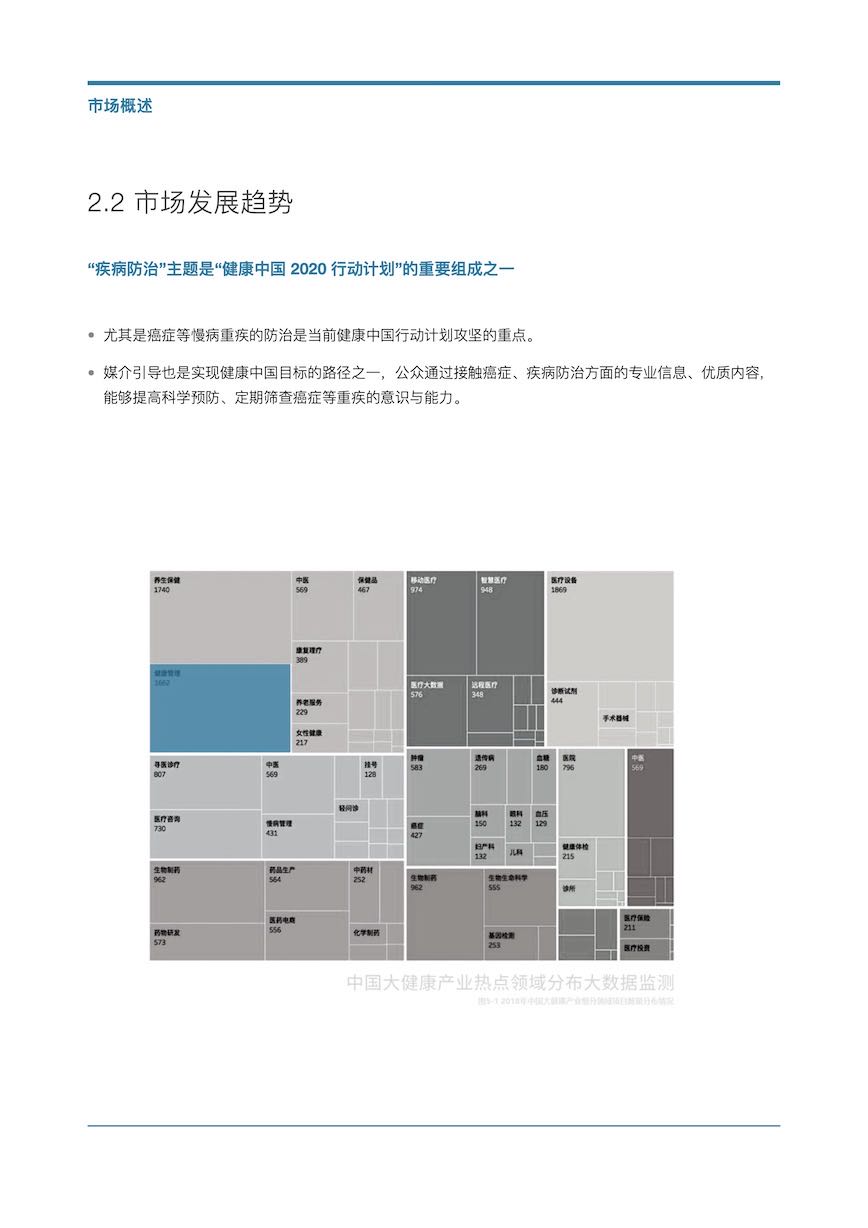 市场概述
2.2 市场发展趋势
“疾病防治”主题是“健康中国 2020 行动计划”的重要组成之一
• 尤其是癌症等慢病重疾的防治是当前健康中国行动计划攻坚的重点。
• 媒介引导也是实现健康中国目标的路径之一，公众通过接触癌症、疾病防治方面的专业信息、优质内容,
能够提高科学预防、定期筛查癌症等重疾的意识与能力。
养生保健
1740
中医
569
保健品
467
康复理疗
389
健康管理
1662
养老服务
229
女性健康
217
移动医疗
974
智慧医疗
948
医疗大数据
576
远程医疗
348
医疗设备
1869
诊断试剂
444
手术器械
寻医诊疗
807
中医
569
挂号
128
轻问诊
医疗咨询
730
慢病管理
431
肿瘤
583
遗传病
269
血糖
180
癌症
427
脑科
150
眼科
132
血压
129
妇产科
132
儿科
医院
796
中医
569
健康体检
215
诊所
生物制药
962
药品生产
564
中药材
252
药物研发
573
医药电商
556
化学制药
生物制药
962
生物生命科学
555
基因检测
253
医疗保险
211
医疗投资
中国大健康产业热点领域分布大数据监测
图5-1 2018年中国大健康产业细分领域项目数量分布情况